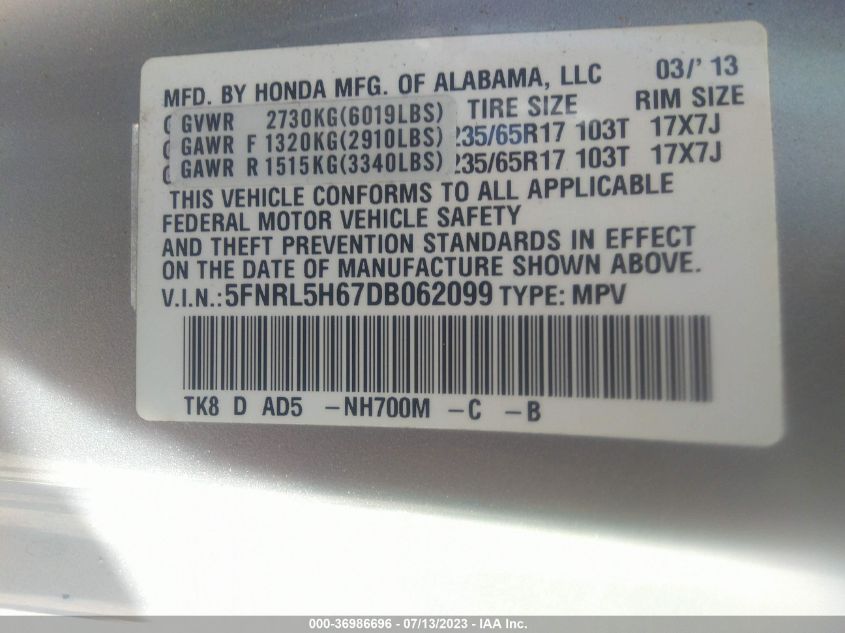 MFD. BY HONDA MFG. OF ALABAMA, LLC 03/'13
GVWR 2730KG(6019LBS) TIRE SIZE RIM SIZE
GAWR F 1320KG(2910LBS) 235/65R17 103T 17X7J
GAWR R 1515KG(3340LBS) 235/65R17 103T 17X7J
THIS VEHICLE CONFORMS TO ALL APPLICABLE
FEDERAL MOTOR VEHICLE SAFETY
AND THEFT PREVENTION STANDARDS IN EFFECT
ON THE DATE OF MANUFACTURE SHOWN ABOVE.
V.I.N.:5FNRL5H67DB062099 TYPE: MPV
TK8 D AD5 -NH700M -C -B
000-36986696 - 07/13/2023 - IAA Inc.